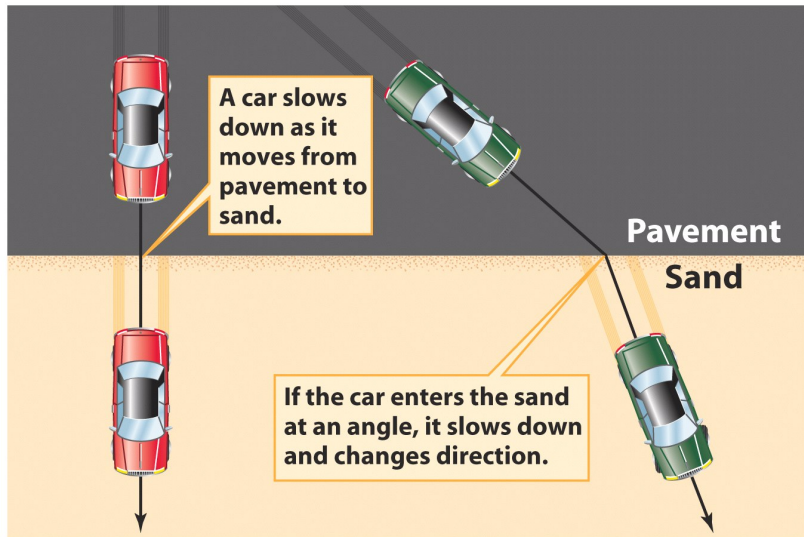 A car slows
down as it
moves from
pavement to
sand.
Pavement
Sand
If the car enters the sand
at an angle, it slows down
and changes direction.